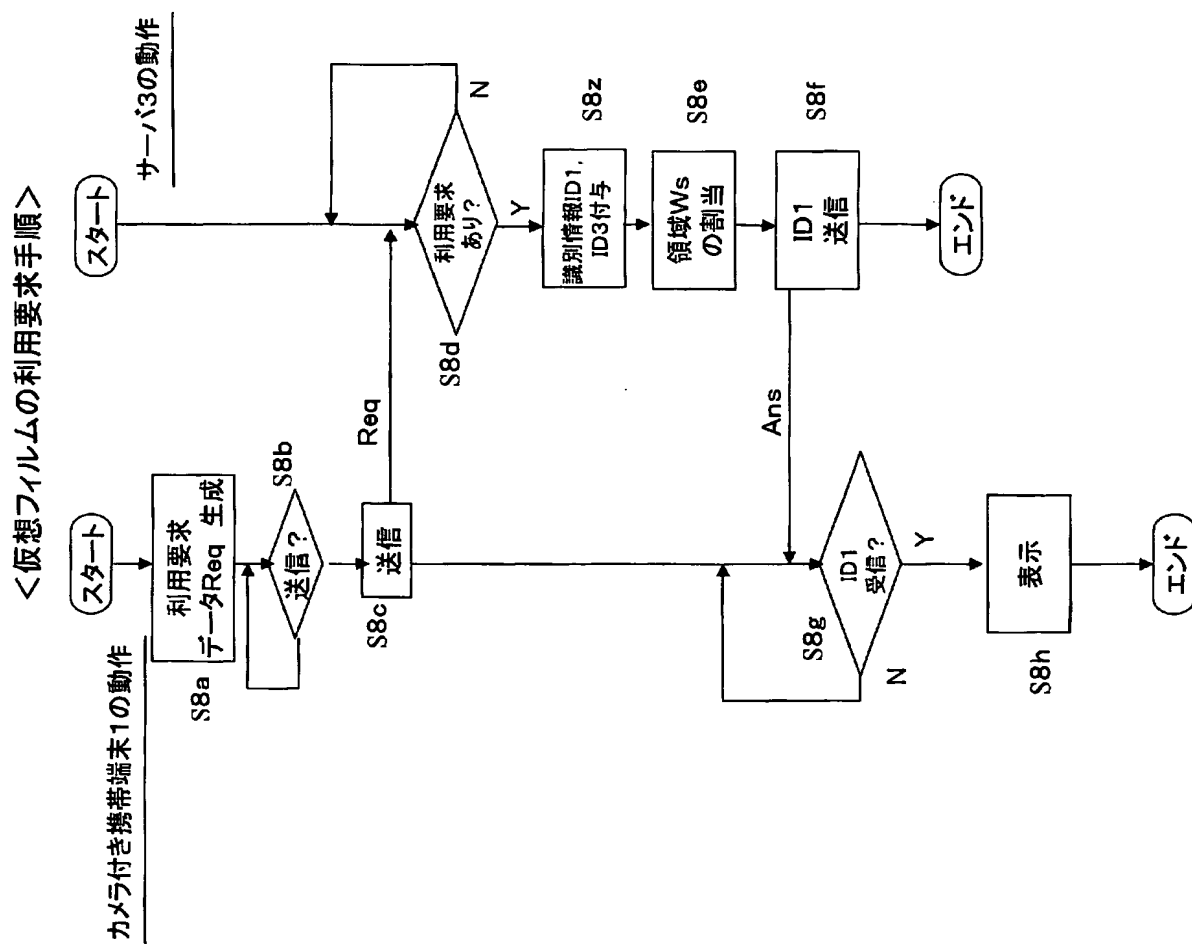 <仮想フィルムの利用要求手順>
カメラ付き携帯端末1の動作
スタート
利用要求
データReq 生成
S8a
送信?
S8b
送信
S8c
Req
ID1
受信?
S8g
N
Y
表示
S8h
エンド
サーバ3の動作
スタート
利用要求
あり?
S8d
N
Y
識別情報ID1,
ID3付与
S8z
領域Ws
の割当
S8e
ID1
送信
S8f
Ans
エンド